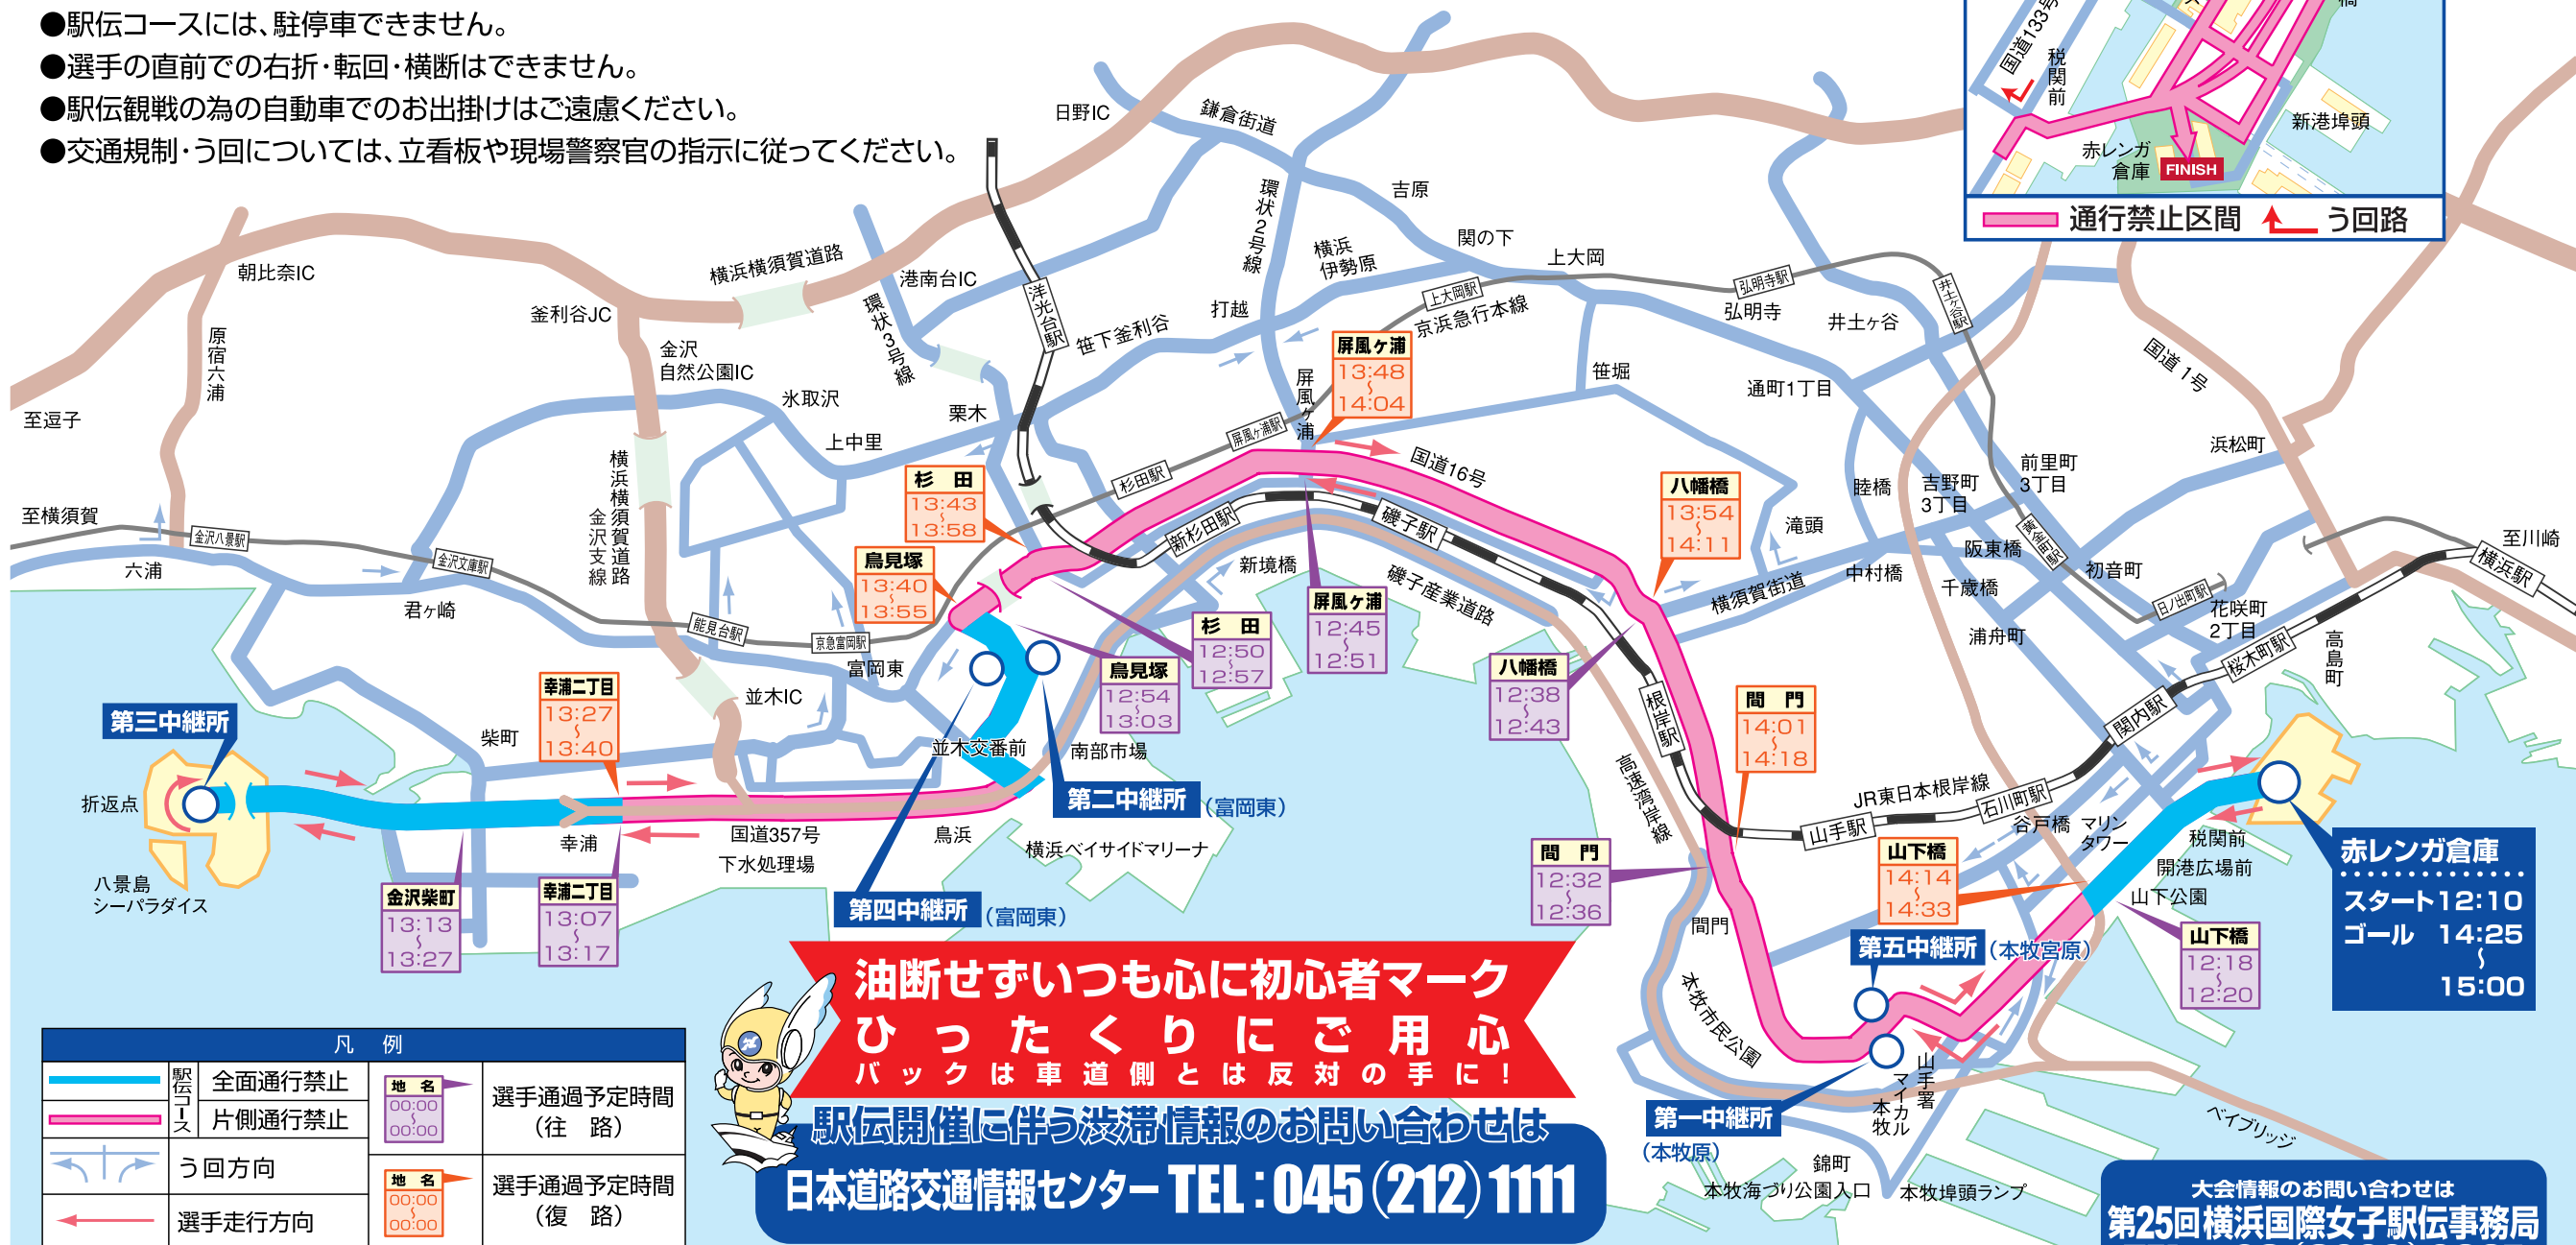 ●駅伝コースには、駐停車できません。
●選手の直前での右折・転回・横断はできません。
●駅伝観戦の為の自動車でのお出掛けはご遠慮ください。
●交通規制・う回については、立看板や現場警察官の指示に従ってください。
国道133号
税関前
新港埠頭
赤レンガ
倉庫
FINISH
通行禁止区間
う回路
日野IC
鎌倉街道
環状2号線
吉原
横浜
伊勢原
関の下
上大岡
上大岡駅
京浜急行本線
弘明寺駅
弘明寺
井土ヶ谷
井土ヶ谷駅
国道1号
朝比奈IC
原宿六浦
釜利谷JC
横浜横須賀道路
港南台IC
環状3号線
洋光台駅
笹下釜利谷
打越
金沢
自然公園IC
氷取沢
栗木
上中里
至逗子
至横須賀
金沢八景駅
六浦
金沢文庫駅
君ヶ崎
横浜横須賀道路
金沢支線
能見台駅
京急富岡駅
富岡東
並木IC
杉　田
13:43
〜
13:58
鳥見塚
13:40
〜
13:55
屏風ヶ浦
13:48
〜
14:04
屏風ヶ浦
屏風ヶ浦駅
杉田駅
新杉田駅
新境橋
磯子駅
磯子産業道路
国道16号
笹堀
通町1丁目
八幡橋
13:54
〜
14:11
滝頭
睦橋
吉野町
3丁目
前里町
3丁目
浜松町
黄金町駅
阪東橋
中村橋
千歳橋
初音町
浦舟町
日ノ出町駅
花咲町
2丁目
桜木町駅
高島町
横浜駅
至川崎
横須賀街道
杉　田
12:50
〜
12:57
鳥見塚
12:54
〜
13:03
屏風ヶ浦
12:45
〜
12:51
八幡橋
12:38
〜
12:43
根岸駅
高速湾岸線
間　門
14:01
〜
14:18
間　門
12:32
〜
12:36
間門
山手駅
JR東日本根岸線
石川町駅
関内駅
谷戸橋
マリン
タワー
税関前
開港広場前
山下公園
山下橋
14:14
〜
14:33
山下橋
12:18
〜
12:20
赤レンガ倉庫
スタート12:10
ゴール　14:25
〜
15:00
第三中継所
折返点
八景島
シーパラダイス
柴町
幸浦二丁目
13:27
〜
13:40
幸浦
金沢柴町
13:13
〜
13:27
幸浦二丁目
13:07
〜
13:17
国道357号
下水処理場
鳥浜
並木交番前
南部市場
横浜ベイサイドマリーナ
第二中継所
(富岡東)
第四中継所
(富岡東)
第五中継所
(本牧宮原)
第一中継所
(本牧原)
本牧市民公園
山手署
マイカル
本牧
錦町
本牧海づり公園入口
本牧埠頭ランプ
ベイブリッジ
油断せずいつも心に初心者マーク
ひったくりにご用心
バックは車道側とは反対の手に！
駅伝開催に伴う渋滞情報のお問い合わせは
日本道路交通情報センター TEL：045（212）1111
凡　例
駅伝コース
全面通行禁止
片側通行禁止
う回方向
選手走行方向
地　名
00:00
〜
00:00
選手通過予定時間
（往　路）
地　名
00:00
〜
00:00
選手通過予定時間
（復　路）
大会情報のお問い合わせは
第25回横浜国際女子駅伝事務局